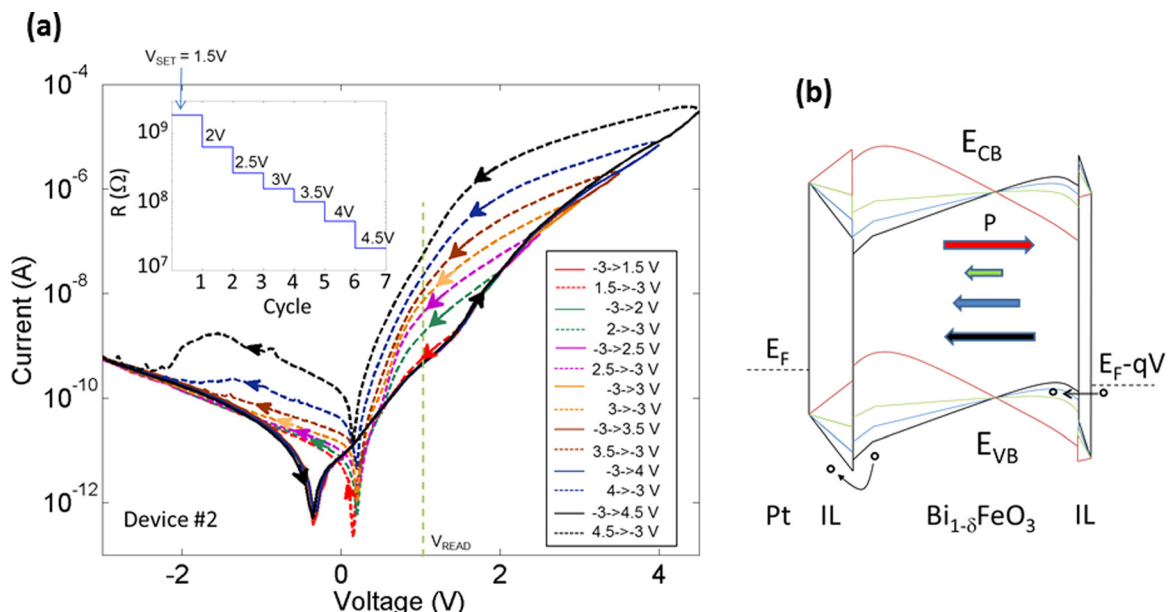 (a)
V_SET = 1.5V
10^-4
10^-6
10^-8
10^-10
10^-12
Current (A)
-2 0 2 4
Voltage (V)
R (Ω)
10^9
10^8
10^7
2V
2.5V
3V
3.5V
4V
4.5V
1 2 3 4 5 6 7
Cycle
-3->1.5 V
1.5->-3 V
-3->2 V
2->-3 V
-3->2.5 V
2.5->-3 V
-3->3 V
3->-3 V
-3->3.5 V
3.5->-3 V
-3->4 V
4->-3 V
-3->4.5 V
4.5->-3 V
Device #2
V_READ
(b)
E_CB
P
E_F
E_F-qV
E_VB
Pt IL Bi_1-δFeO_3 IL